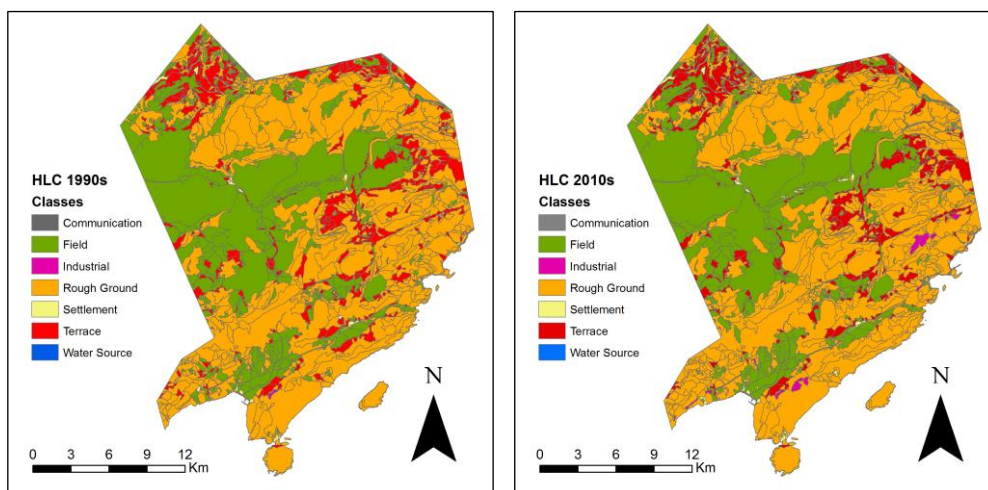 HLC 1990s
Classes
Communication
Field
Industrial
Rough Ground
Settlement
Terrace
Water Source
N
0 3 6 9 12
Km
HLC 2010s
Classes
Communication
Field
Industrial
Rough Ground
Settlement
Terrace
Water Source
N
0 3 6 9 12
Km